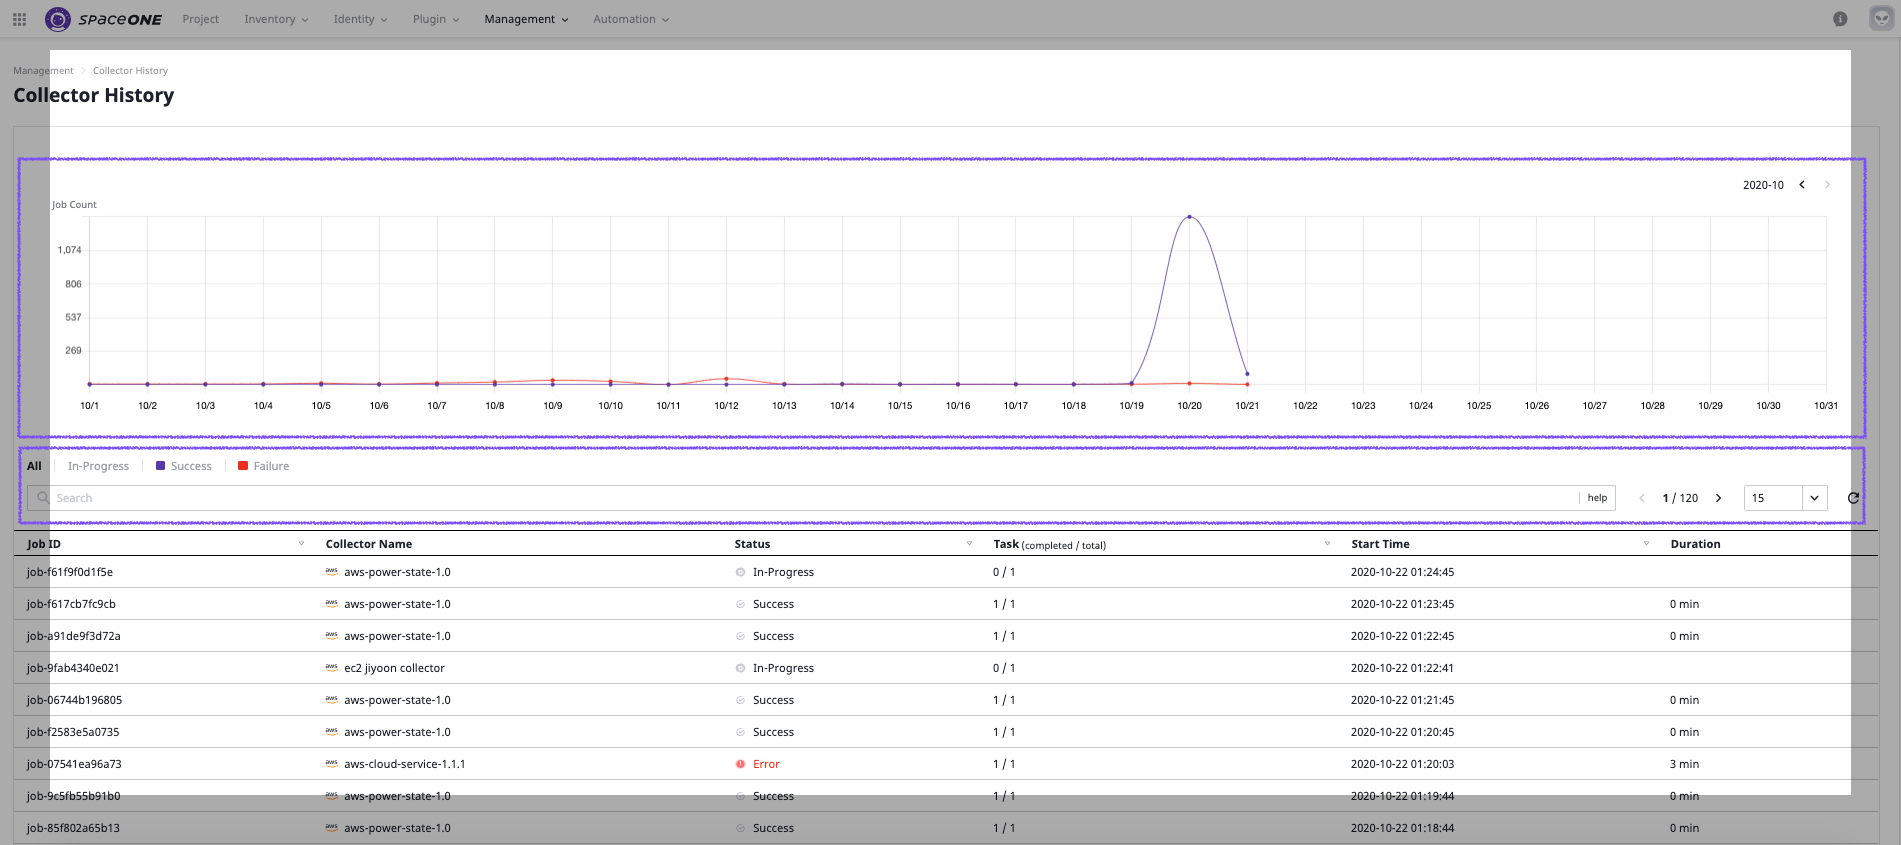 SPACEONE Project Inventory Identity Plugin Management Automation
Management > Collector History
Collector History
2020-10
Job Count
1,074
806
537
269
10/1 10/2 10/3 10/4 10/5 10/6 10/7 10/8 10/9 10/10 10/11 10/12 10/13 10/14 10/15 10/16 10/17 10/18 10/19 10/20 10/21 10/22 10/23 10/24 10/25 10/26 10/27 10/28 10/29 10/30 10/31
All In-Progress Success Failure
Search help 1 / 120 15
Job ID Collector Name Status Task (completed / total) Start Time Duration
job-f61f9f0d1f5e aws aws-power-state-1.0 In-Progress 0 / 1 2020-10-22 01:24:45
job-f617cb7fc9cb aws aws-power-state-1.0 Success 1 / 1 2020-10-22 01:23:45 0 min
job-a91de9f3d72a aws aws-power-state-1.0 Success 1 / 1 2020-10-22 01:22:45 0 min
job-9fab4340e021 aws ec2 jiyoon collector In-Progress 0 / 1 2020-10-22 01:22:41
job-06744b196805 aws aws-power-state-1.0 Success 1 / 1 2020-10-22 01:21:45 0 min
job-f2583e5a0735 aws aws-power-state-1.0 Success 1 / 1 2020-10-22 01:20:45 0 min
job-07541ea96a73 aws aws-cloud-service-1.1.1 Error 1 / 1 2020-10-22 01:20:03 3 min
job-9c5fb55b91b0 aws aws-power-state-1.0 Success 1 / 1 2020-10-22 01:19:44 0 min
job-85f802a65b13 aws aws-power-state-1.0 Success 1 / 1 2020-10-22 01:18:44 0 min